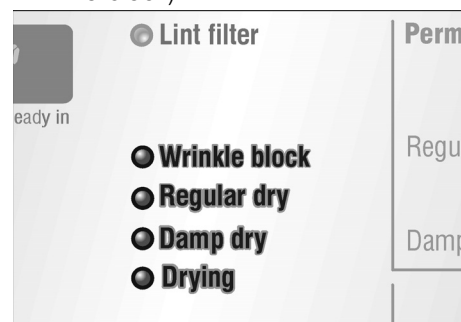 Lint filter
Perm
eady in
Wrinkle block
Regu
Regular dry
Damp dry
Damp
Drying